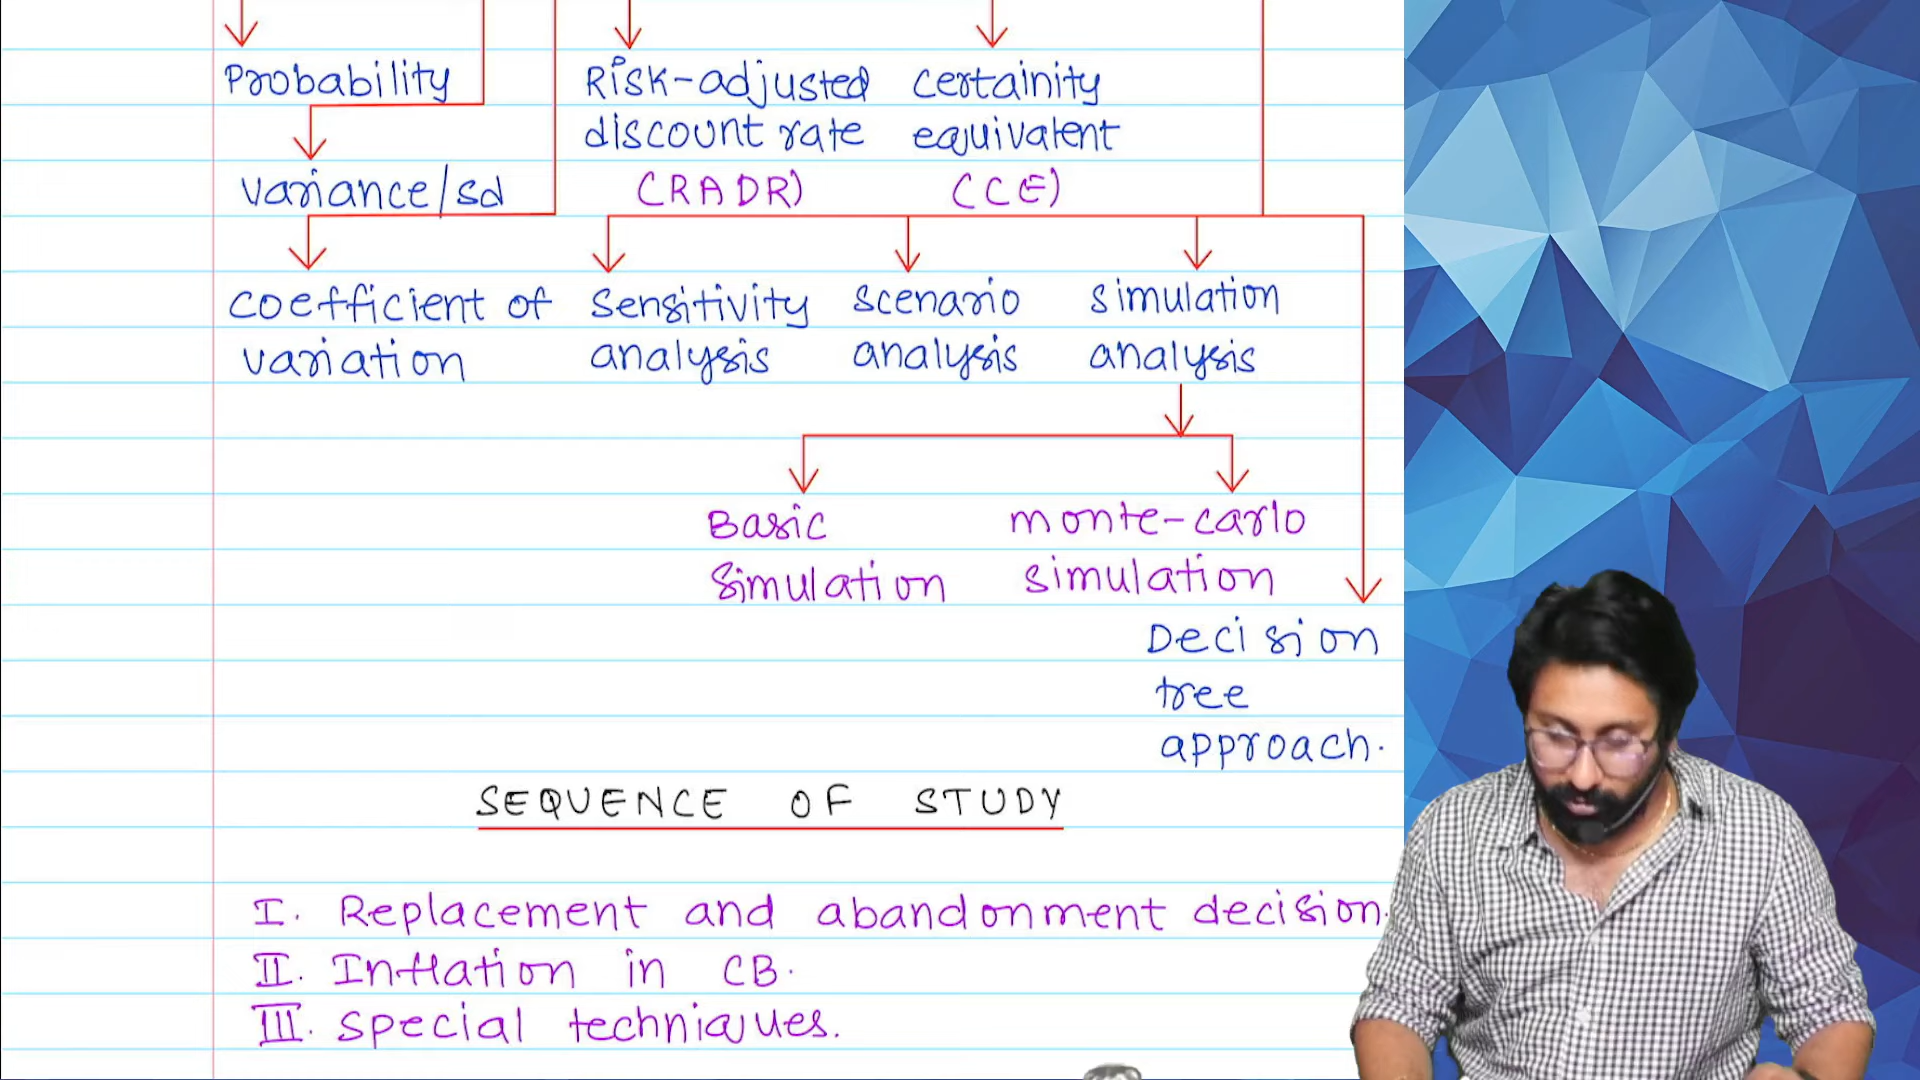 Probability
Risk-adjusted
discount rate
(RADR)
certainity
equivalent
(CE)
variance/sd
coefficient of
variation
sensitivity
analysis
scenario
analysis
simulation
analysis
Basic
simulation
monte-carlo
simulation
Decision
tree
approach.
SEQUENCE OF STUDY
I. Replacement and abandonment decision.
II. Inflation in CB.
III. special techniques.